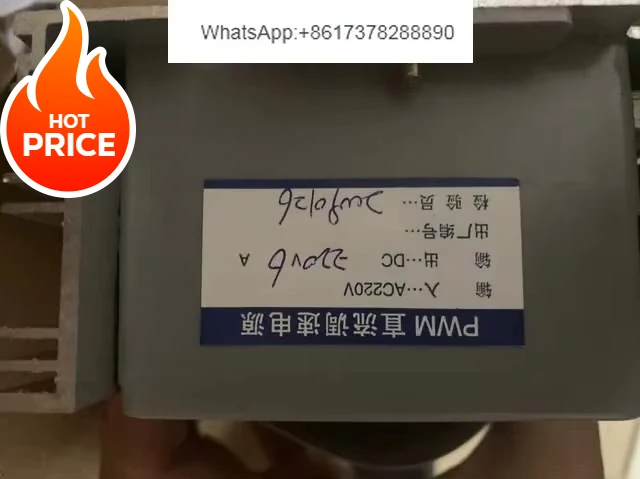 WhatsApp:+8617378288890
HOT
PRICE
PWM 直流调速电源
输 入…AC220V
输 出…DC 220V6 A
出厂编号…
检 验 员…